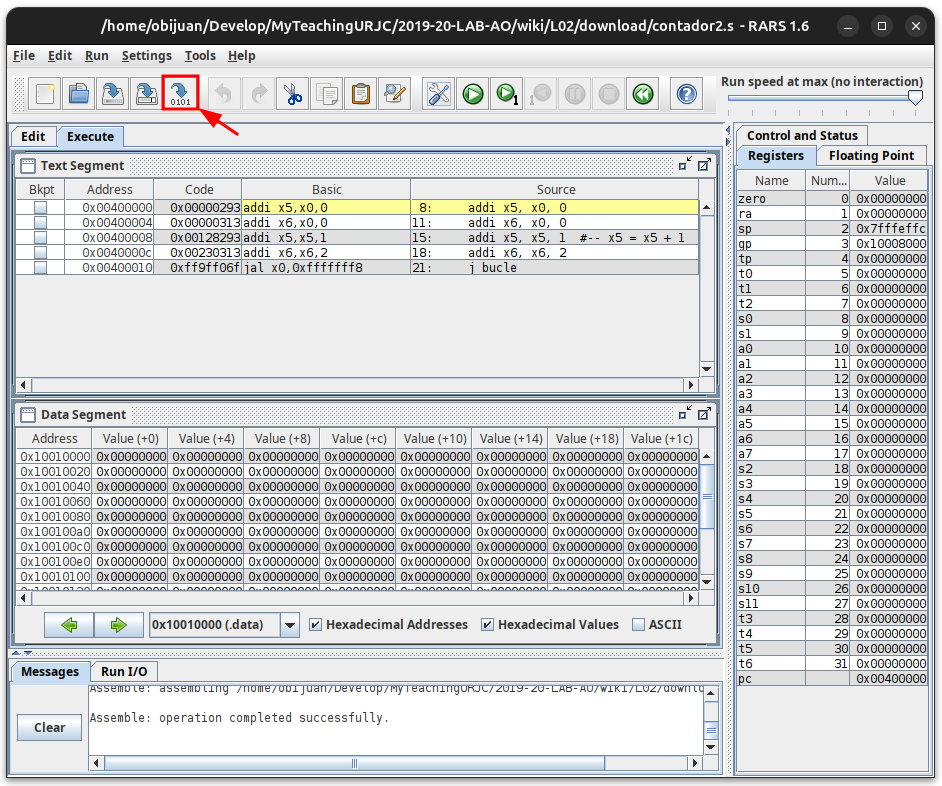 /home/obijuan/Develop/MyTeachingURJC/2019-20-LAB-AO/wiki/L02/download/contador2.s - RARS 1.6
File Edit Run Settings Tools Help
0101
1
Run speed at max (no interaction)
Edit Execute
Text Segment
Bkpt Address Code Basic Source
0x00400000 0x00000293 addi x5,x0,0 8: addi x5, x0, 0
0x00400004 0x00000313 addi x6,x0,0 11: addi x6, x0, 0
0x00400008 0x00128293 addi x5,x5,1 15: addi x5, x5, 1 #-- x5 = x5 + 1
0x0040000c 0x00230313 addi x6,x6,2 18: addi x6, x6, 2
0x00400010 0xff9ff06f jal x0,0xfffffff8 21: j bucle
Data Segment
Address Value (+0) Value (+4) Value (+8) Value (+c) Value (+10) Value (+14) Value (+18) Value (+1c)
0x10010000 0x00000000 0x00000000 0x00000000 0x00000000 0x00000000 0x00000000 0x00000000 0x00000000
0x10010020 0x00000000 0x00000000 0x00000000 0x00000000 0x00000000 0x00000000 0x00000000 0x00000000
0x10010040 0x00000000 0x00000000 0x00000000 0x00000000 0x00000000 0x00000000 0x00000000 0x00000000
0x10010060 0x00000000 0x00000000 0x00000000 0x00000000 0x00000000 0x00000000 0x00000000 0x00000000
0x10010080 0x00000000 0x00000000 0x00000000 0x00000000 0x00000000 0x00000000 0x00000000 0x00000000
0x100100a0 0x00000000 0x00000000 0x00000000 0x00000000 0x00000000 0x00000000 0x00000000 0x00000000
0x100100c0 0x00000000 0x00000000 0x00000000 0x00000000 0x00000000 0x00000000 0x00000000 0x00000000
0x100100e0 0x00000000 0x00000000 0x00000000 0x00000000 0x00000000 0x00000000 0x00000000 0x00000000
0x10010100 0x00000000 0x00000000 0x00000000 0x00000000 0x00000000 0x00000000 0x00000000 0x00000000
0x10010000 (.data) Hexadecimal Addresses Hexadecimal Values ASCII
Messages Run I/O
Assemble: assembling /home/obijuan/Develop/MyTeachingURJC/2019-20-LAB-AO/wiki/L02/downlo
Assemble: operation completed successfully.
Clear
Control and Status
Registers Floating Point
Name Num... Value
zero 0 0x00000000
ra 1 0x00000000
sp 2 0x7fffeffc
gp 3 0x10008000
tp 4 0x00000000
t0 5 0x00000000
t1 6 0x00000000
t2 7 0x00000000
s0 8 0x00000000
s1 9 0x00000000
a0 10 0x00000000
a1 11 0x00000000
a2 12 0x00000000
a3 13 0x00000000
a4 14 0x00000000
a5 15 0x00000000
a6 16 0x00000000
a7 17 0x00000000
s2 18 0x00000000
s3 19 0x00000000
s4 20 0x00000000
s5 21 0x00000000
s6 22 0x00000000
s7 23 0x00000000
s8 24 0x00000000
s9 25 0x00000000
s10 26 0x00000000
s11 27 0x00000000
t3 28 0x00000000
t4 29 0x00000000
t5 30 0x00000000
t6 31 0x00000000
pc 0x00400000